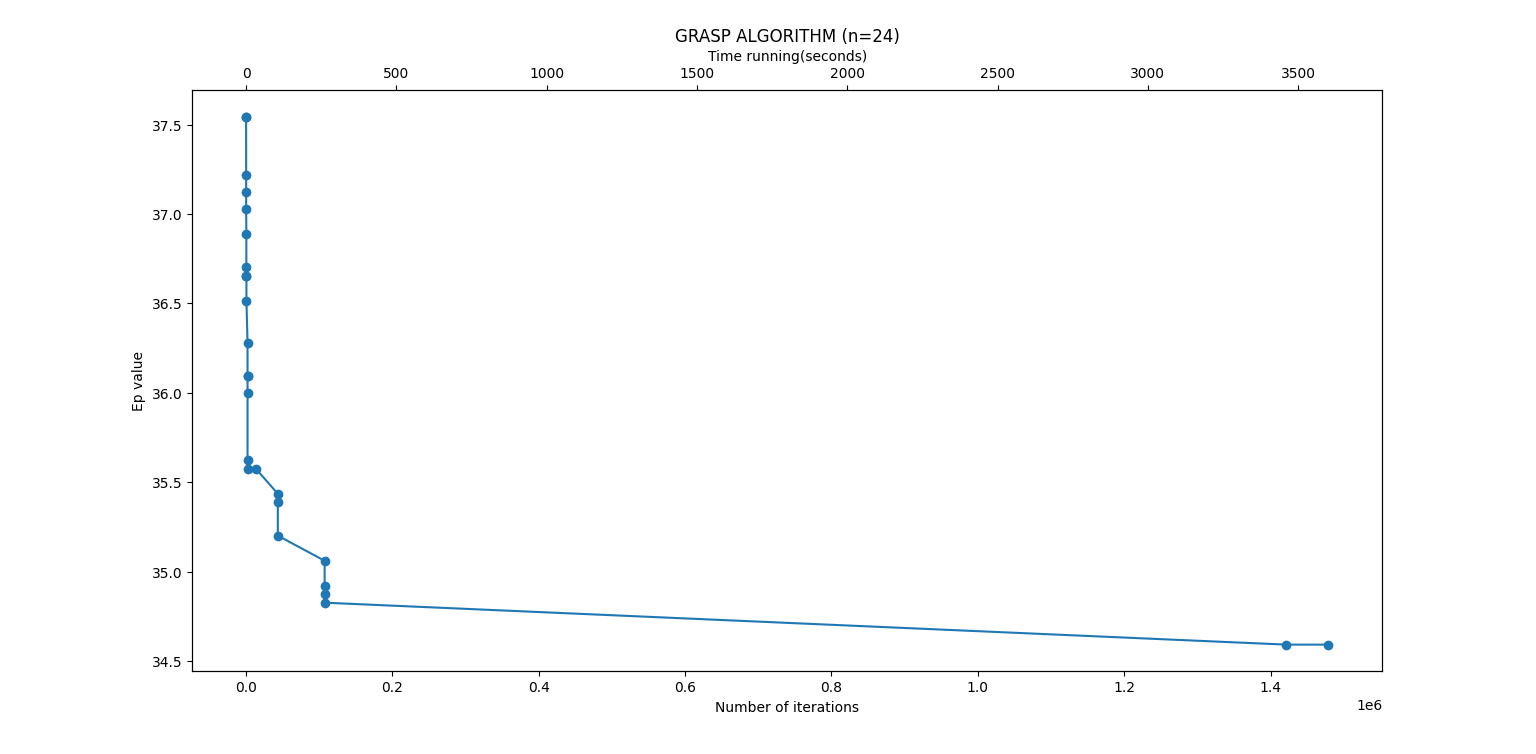 GRASP ALGORITHM (n=24)
Time running(seconds)
0 500 1000 1500 2000 2500 3000 3500
37.5
37.0
36.5
36.0
35.5
35.0
34.5
Ep value
0.0 0.2 0.4 0.6 0.8 1.0 1.2 1.4
Number of iterations
1e6